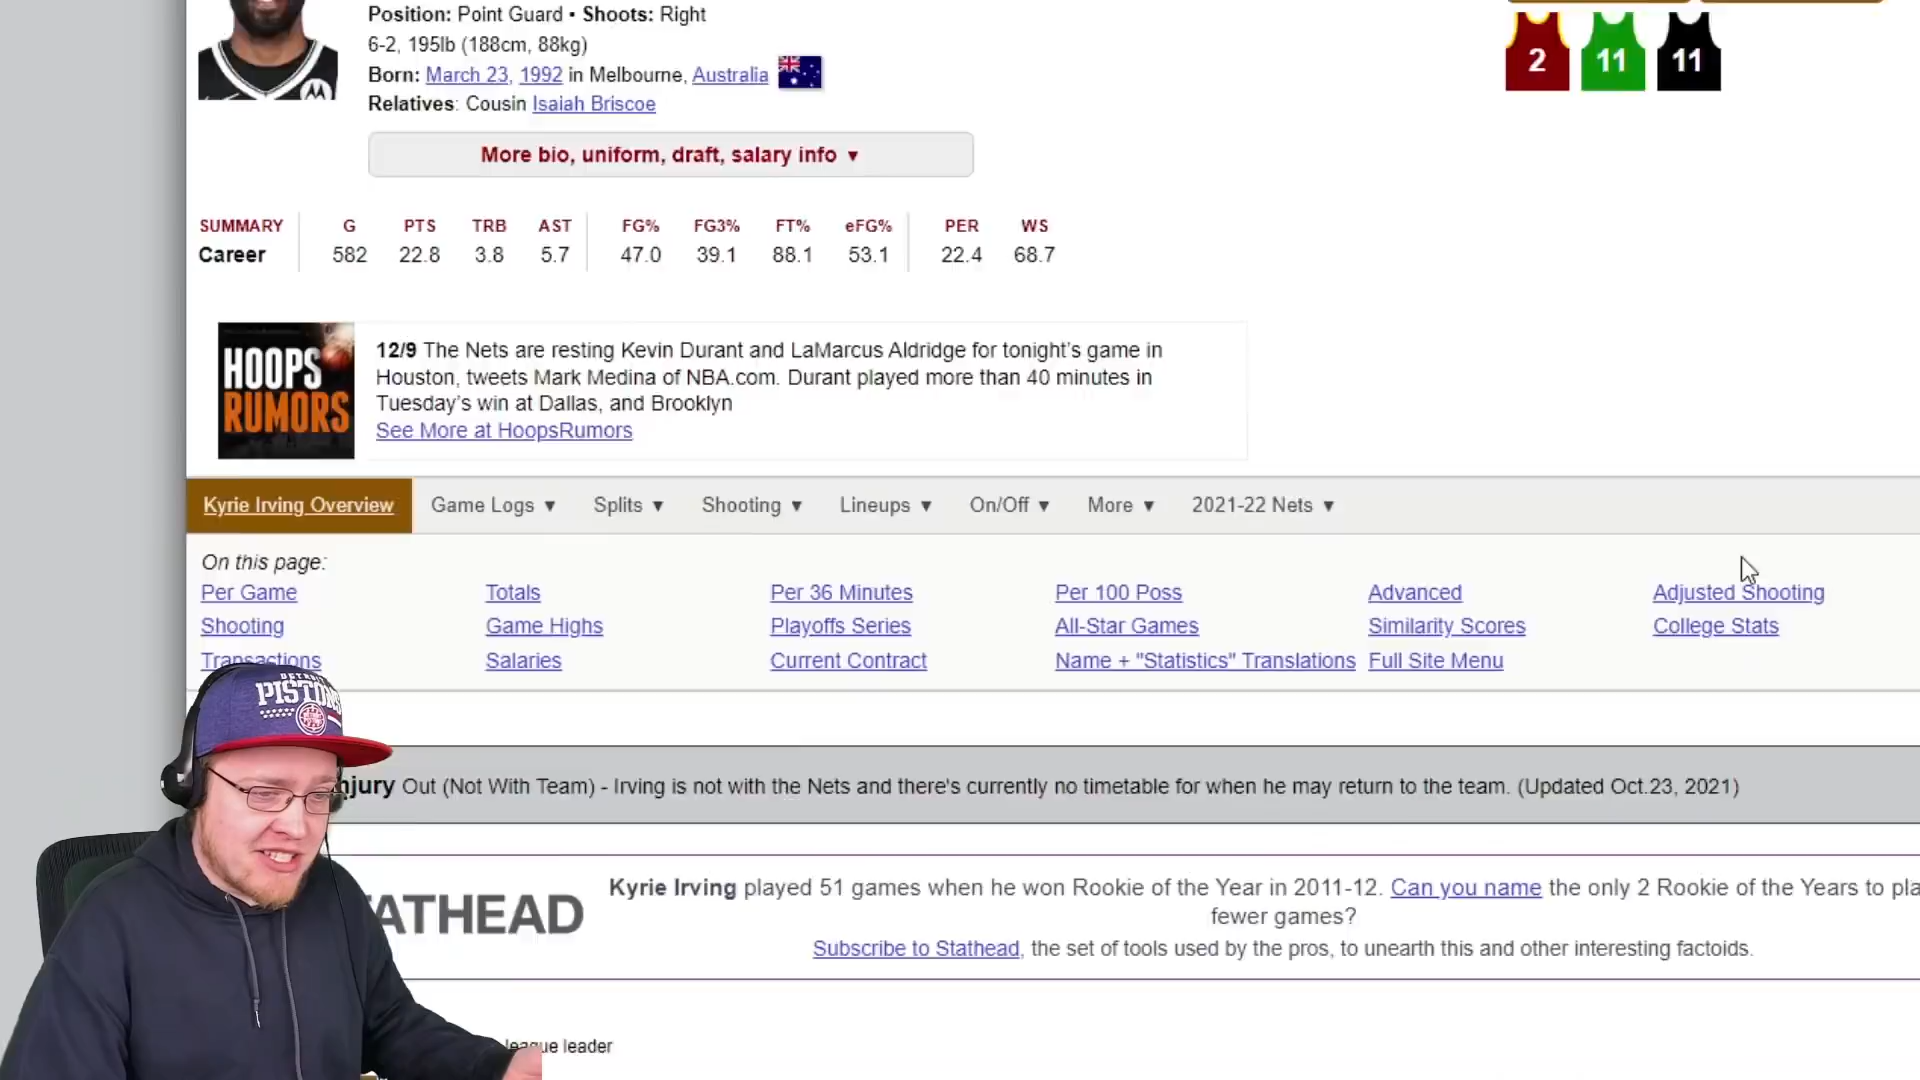 Position: Point Guard ▪ Shoots: Right
6-2, 195lb (188cm, 88kg)
Born: March 23, 1992 in Melbourne, Australia
Relatives: Cousin Isaiah Briscoe
2 11 11
More bio, uniform, draft, salary info ▼
SUMMARY G PTS TRB AST FG% FG3% FT% eFG% PER WS
Career 582 22.8 3.8 5.7 47.0 39.1 88.1 53.1 22.4 68.7
HOOPS
RUMORS
12/9 The Nets are resting Kevin Durant and LaMarcus Aldridge for tonight's game in
Houston, tweets Mark Medina of NBA.com. Durant played more than 40 minutes in
Tuesday's win at Dallas, and Brooklyn
See More at HoopsRumors
Kyrie Irving Overview Game Logs ▼ Splits ▼ Shooting ▼ Lineups ▼ On/Off ▼ More ▼ 2021-22 Nets ▼
On this page:
Per Game Totals Per 36 Minutes Per 100 Poss Advanced Adjusted Shooting
Shooting Game Highs Playoffs Series All-Star Games Similarity Scores College Stats
Transactions Salaries Current Contract Name + "Statistics" Translations Full Site Menu
DETROIT
PISTONS
njury Out (Not With Team) - Irving is not with the Nets and there's currently no timetable for when he may return to the team. (Updated Oct.23, 2021)
ATHEAD
Kyrie Irving played 51 games when he won Rookie of the Year in 2011-12. Can you name the only 2 Rookie of the Years to pla
fewer games?
Subscribe to Stathead, the set of tools used by the pros, to unearth this and other interesting factoids.
league leader